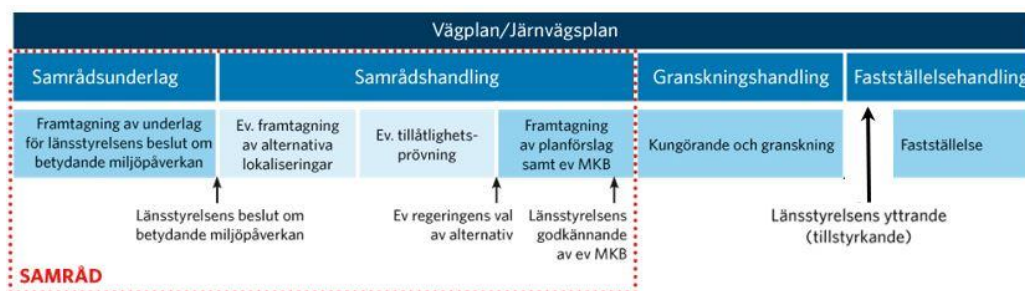 Vägplan/Järnvägsplan
Samrådsunderlag
Samrådshandling
Granskningshandling
Fastställelsehandling
Framtagning av underlag
för länsstyrelsens beslut om
betydande miljöpåverkan
Ev. framtagning
av alternativa
lokaliseringar
Ev. tillåtlighets-
prövning
Framtagning
av planförslag
samt ev MKB
Kungörande och granskning
Fastställelse
Länsstyrelsens beslut om
betydande miljöpåverkan
Ev regeringens val
av alternativ
Länsstyrelsens
godkännande
av ev MKB
Länsstyrelsens yttrande
(tillstyrkande)
SAMRÅD